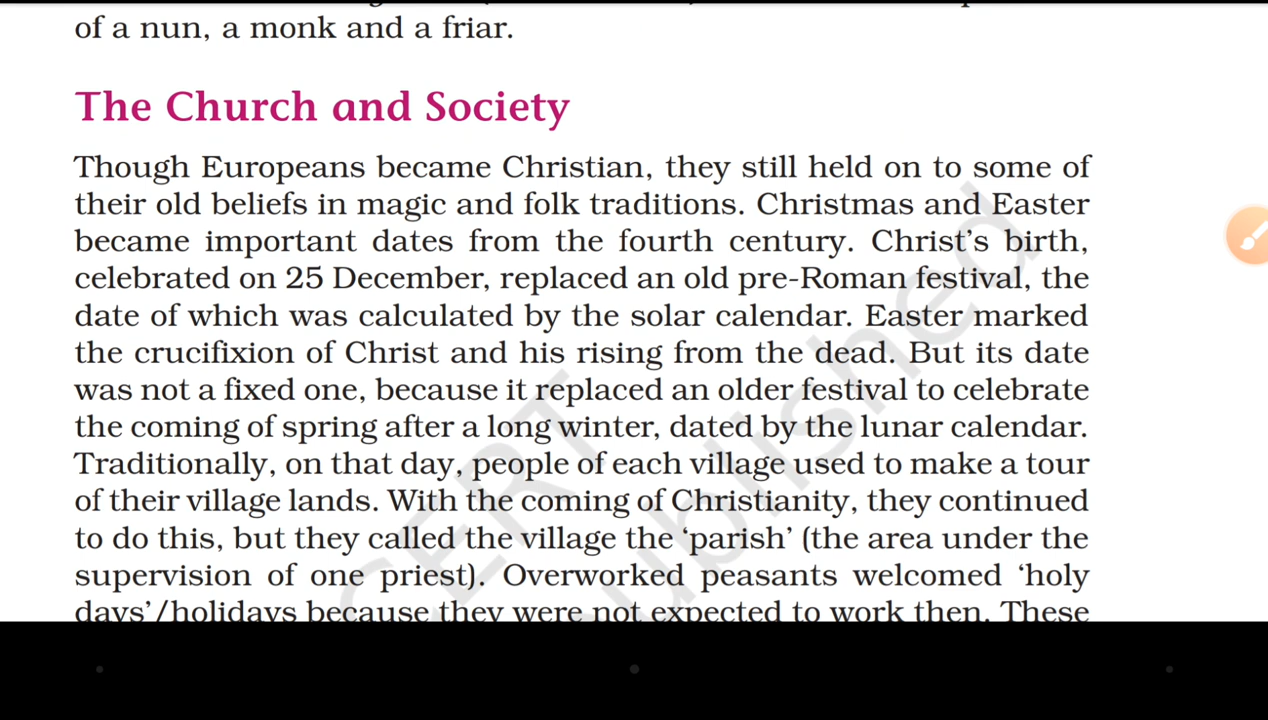 of a nun, a monk and a friar.
The Church and Society
Though Europeans became Christian, they still held on to some of
their old beliefs in magic and folk traditions. Christmas and Easter
became important dates from the fourth century. Christ’s birth,
celebrated on 25 December, replaced an old pre-Roman festival, the
date of which was calculated by the solar calendar. Easter marked
the crucifixion of Christ and his rising from the dead. But its date
was not a fixed one, because it replaced an older festival to celebrate
the coming of spring after a long winter, dated by the lunar calendar.
Traditionally, on that day, people of each village used to make a tour
of their village lands. With the coming of Christianity, they continued
to do this, but they called the village the ‘parish’ (the area under the
supervision of one priest). Overworked peasants welcomed ‘holy
days’/holidays because they were not expected to work then. These